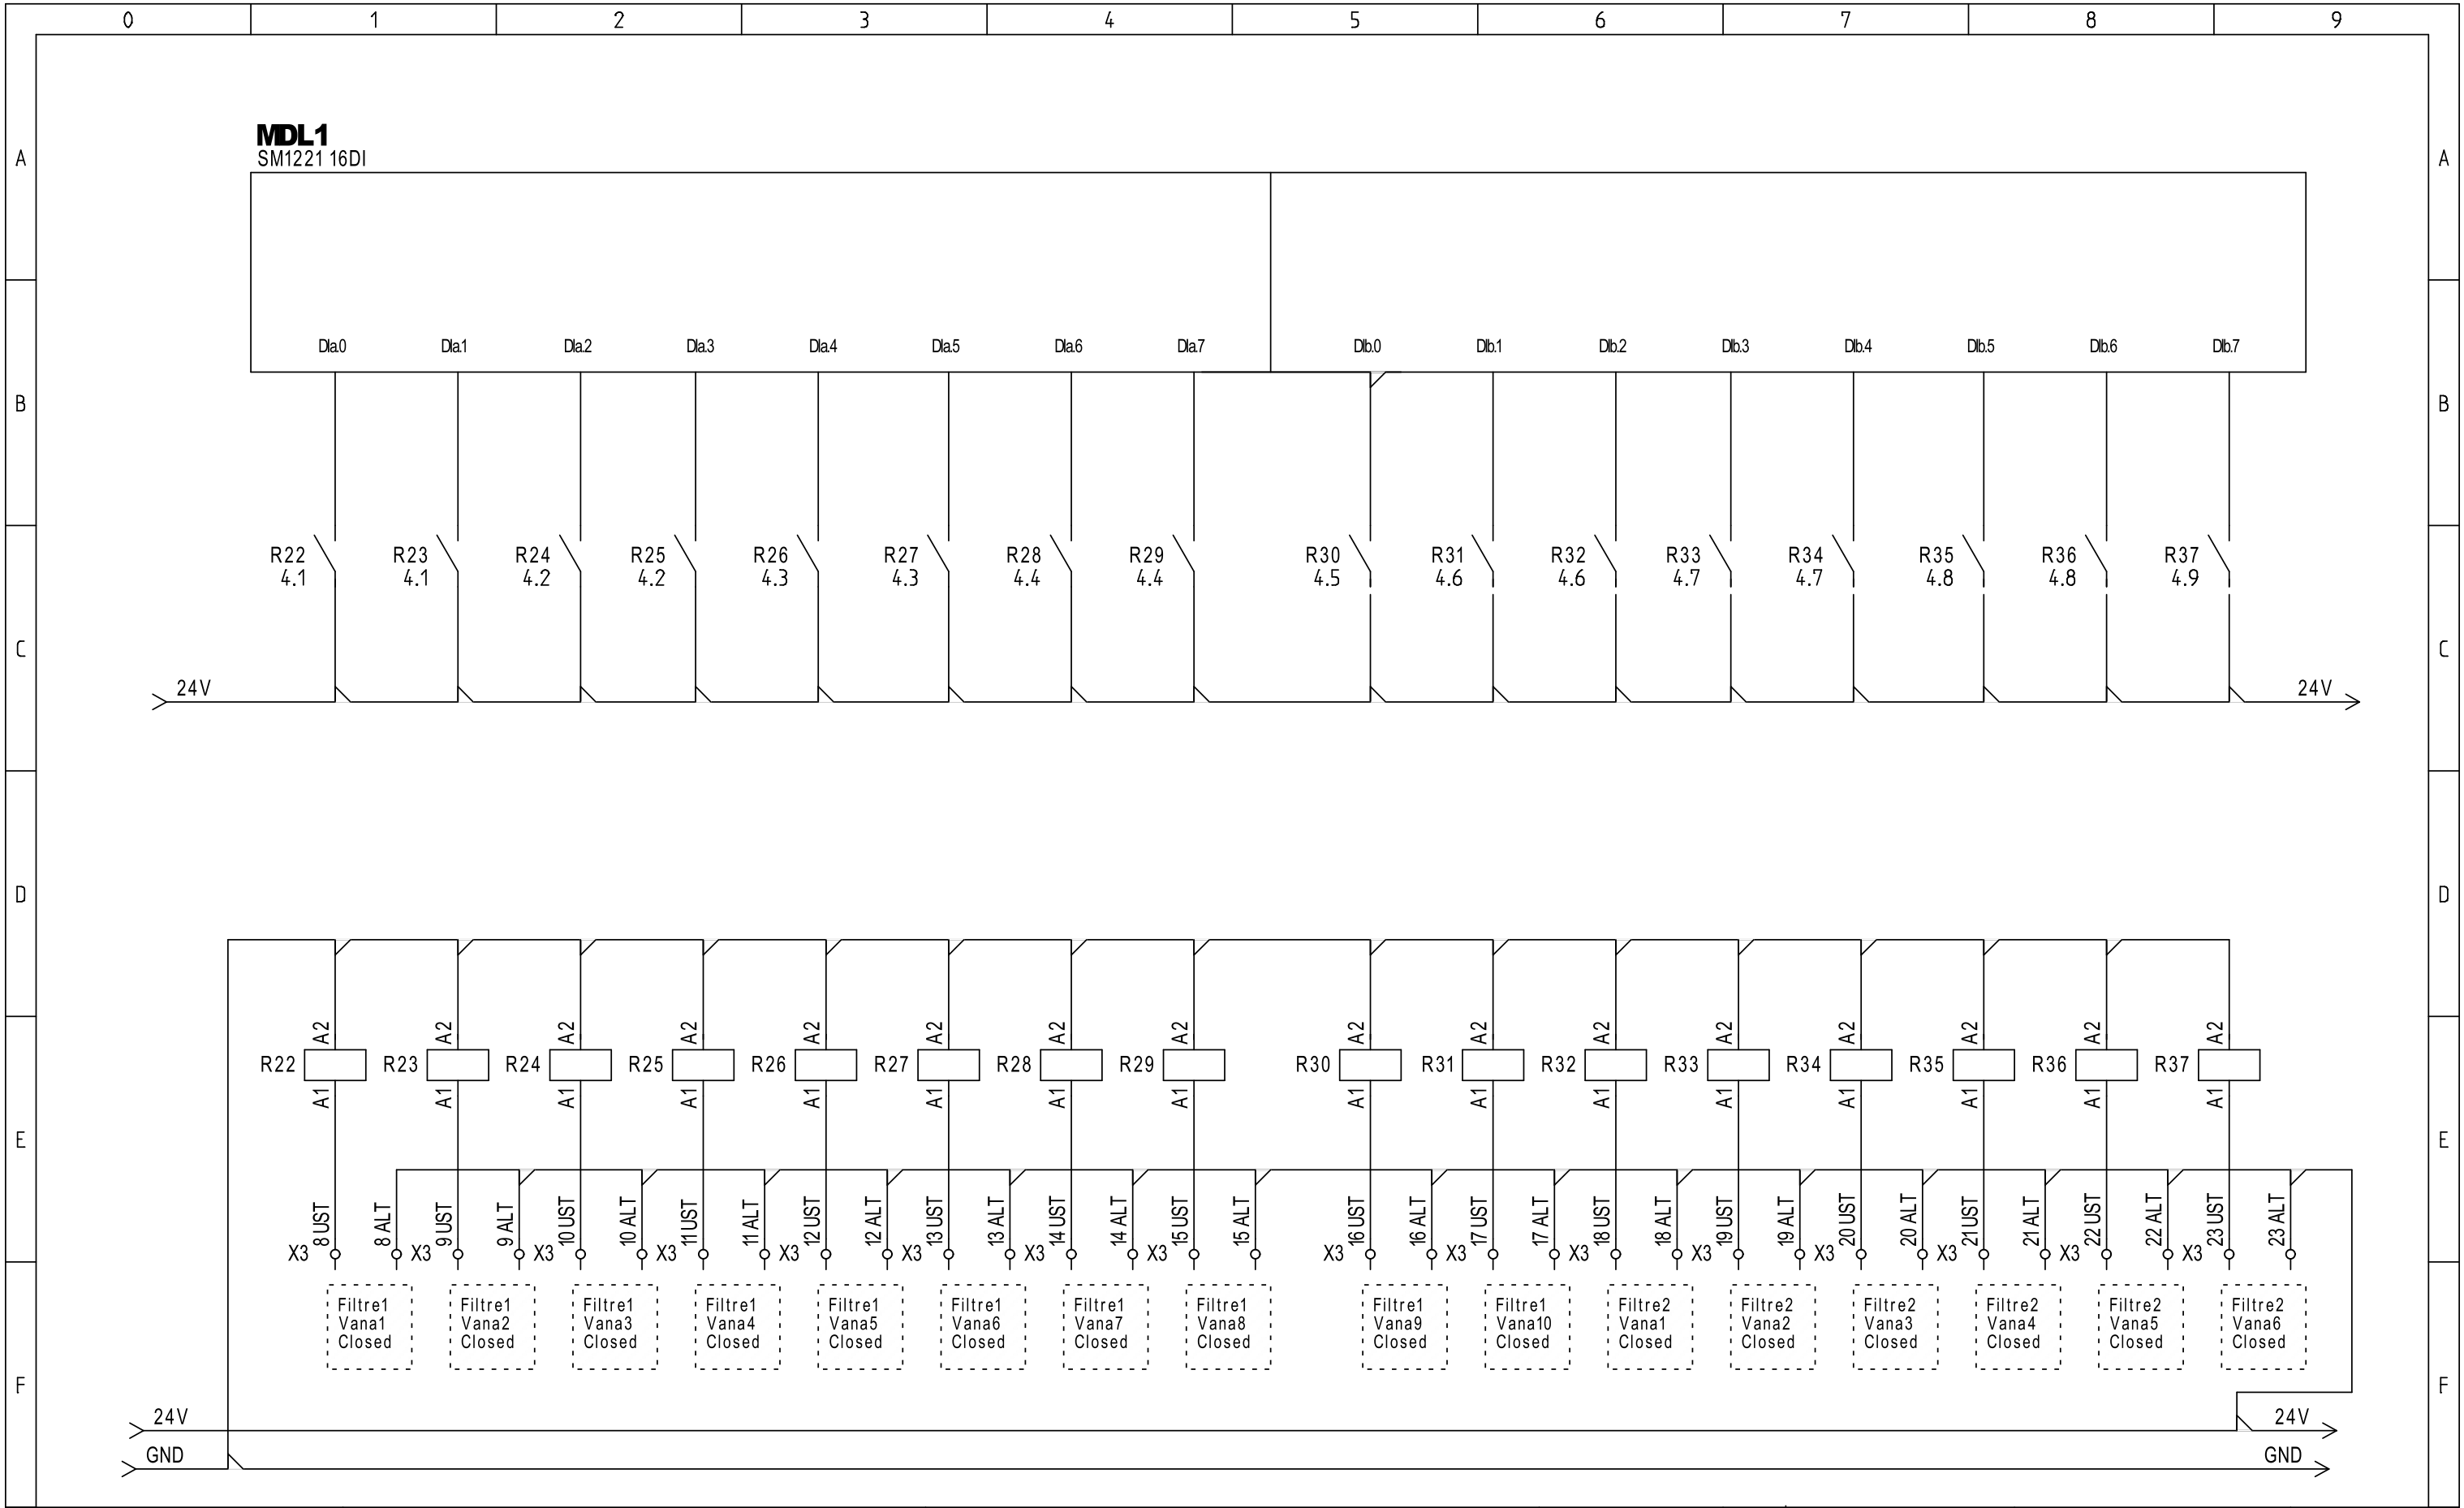 0 1 2 3 4 5 6 7 8 9
MDL1
A SM1221 16DI A
DIa.0 DIa.1 DIa.2 DIa.3 DIa.4 DIa.5 DIa.6 DIa.7 DIb.0 DIb.1 DIb.2 DIb.3 DIb.4 DIb.5 DIb.6 DIb.7
B B
R22 R23 R24 R25 R26 R27 R28 R29 R30 R31 R32 R33 R34 R35 R36 R37
4.1 4.1 4.2 4.2 4.3 4.3 4.4 4.4 4.5 4.6 4.6 4.7 4.7 4.8 4.8 4.9
C C
24V 24V
D D
A2 A2 A2 A2 A2 A2 A2 A2 A2 A2 A2 A2 A2 A2 A2 A2
R22 R23 R24 R25 R26 R27 R28 R29 R30 R31 R32 R33 R34 R35 R36 R37
A1 A1 A1 A1 A1 A1 A1 A1 A1 A1 A1 A1 A1 A1 A1 A1
E E
8 UST 8 ALT 9 UST 9 ALT 10 UST 10 ALT 11 UST 11 ALT 12 UST 12 ALT 13 UST 13 ALT 14 UST 14 ALT 15 UST 15 ALT 16 UST 16 ALT 17 UST 17 ALT 18 UST 18 ALT 19 UST 19 ALT 20 UST 20 ALT 21 UST 21 ALT 22 UST 22 ALT 23 UST 23 ALT
X3 X3 X3 X3 X3 X3 X3 X3 X3 X3 X3 X3 X3 X3 X3 X3
Filtre1 Filtre1 Filtre1 Filtre1 Filtre1 Filtre1 Filtre1 Filtre1 Filtre1 Filtre1 Filtre2 Filtre2 Filtre2 Filtre2 Filtre2 Filtre2
Vana1 Vana2 Vana3 Vana4 Vana5 Vana6 Vana7 Vana8 Vana9 Vana10 Vana1 Vana2 Vana3 Vana4 Vana5 Vana6
Closed Closed Closed Closed Closed Closed Closed Closed Closed Closed Closed Closed Closed Closed Closed Closed
F F
24V 24V
GND GND